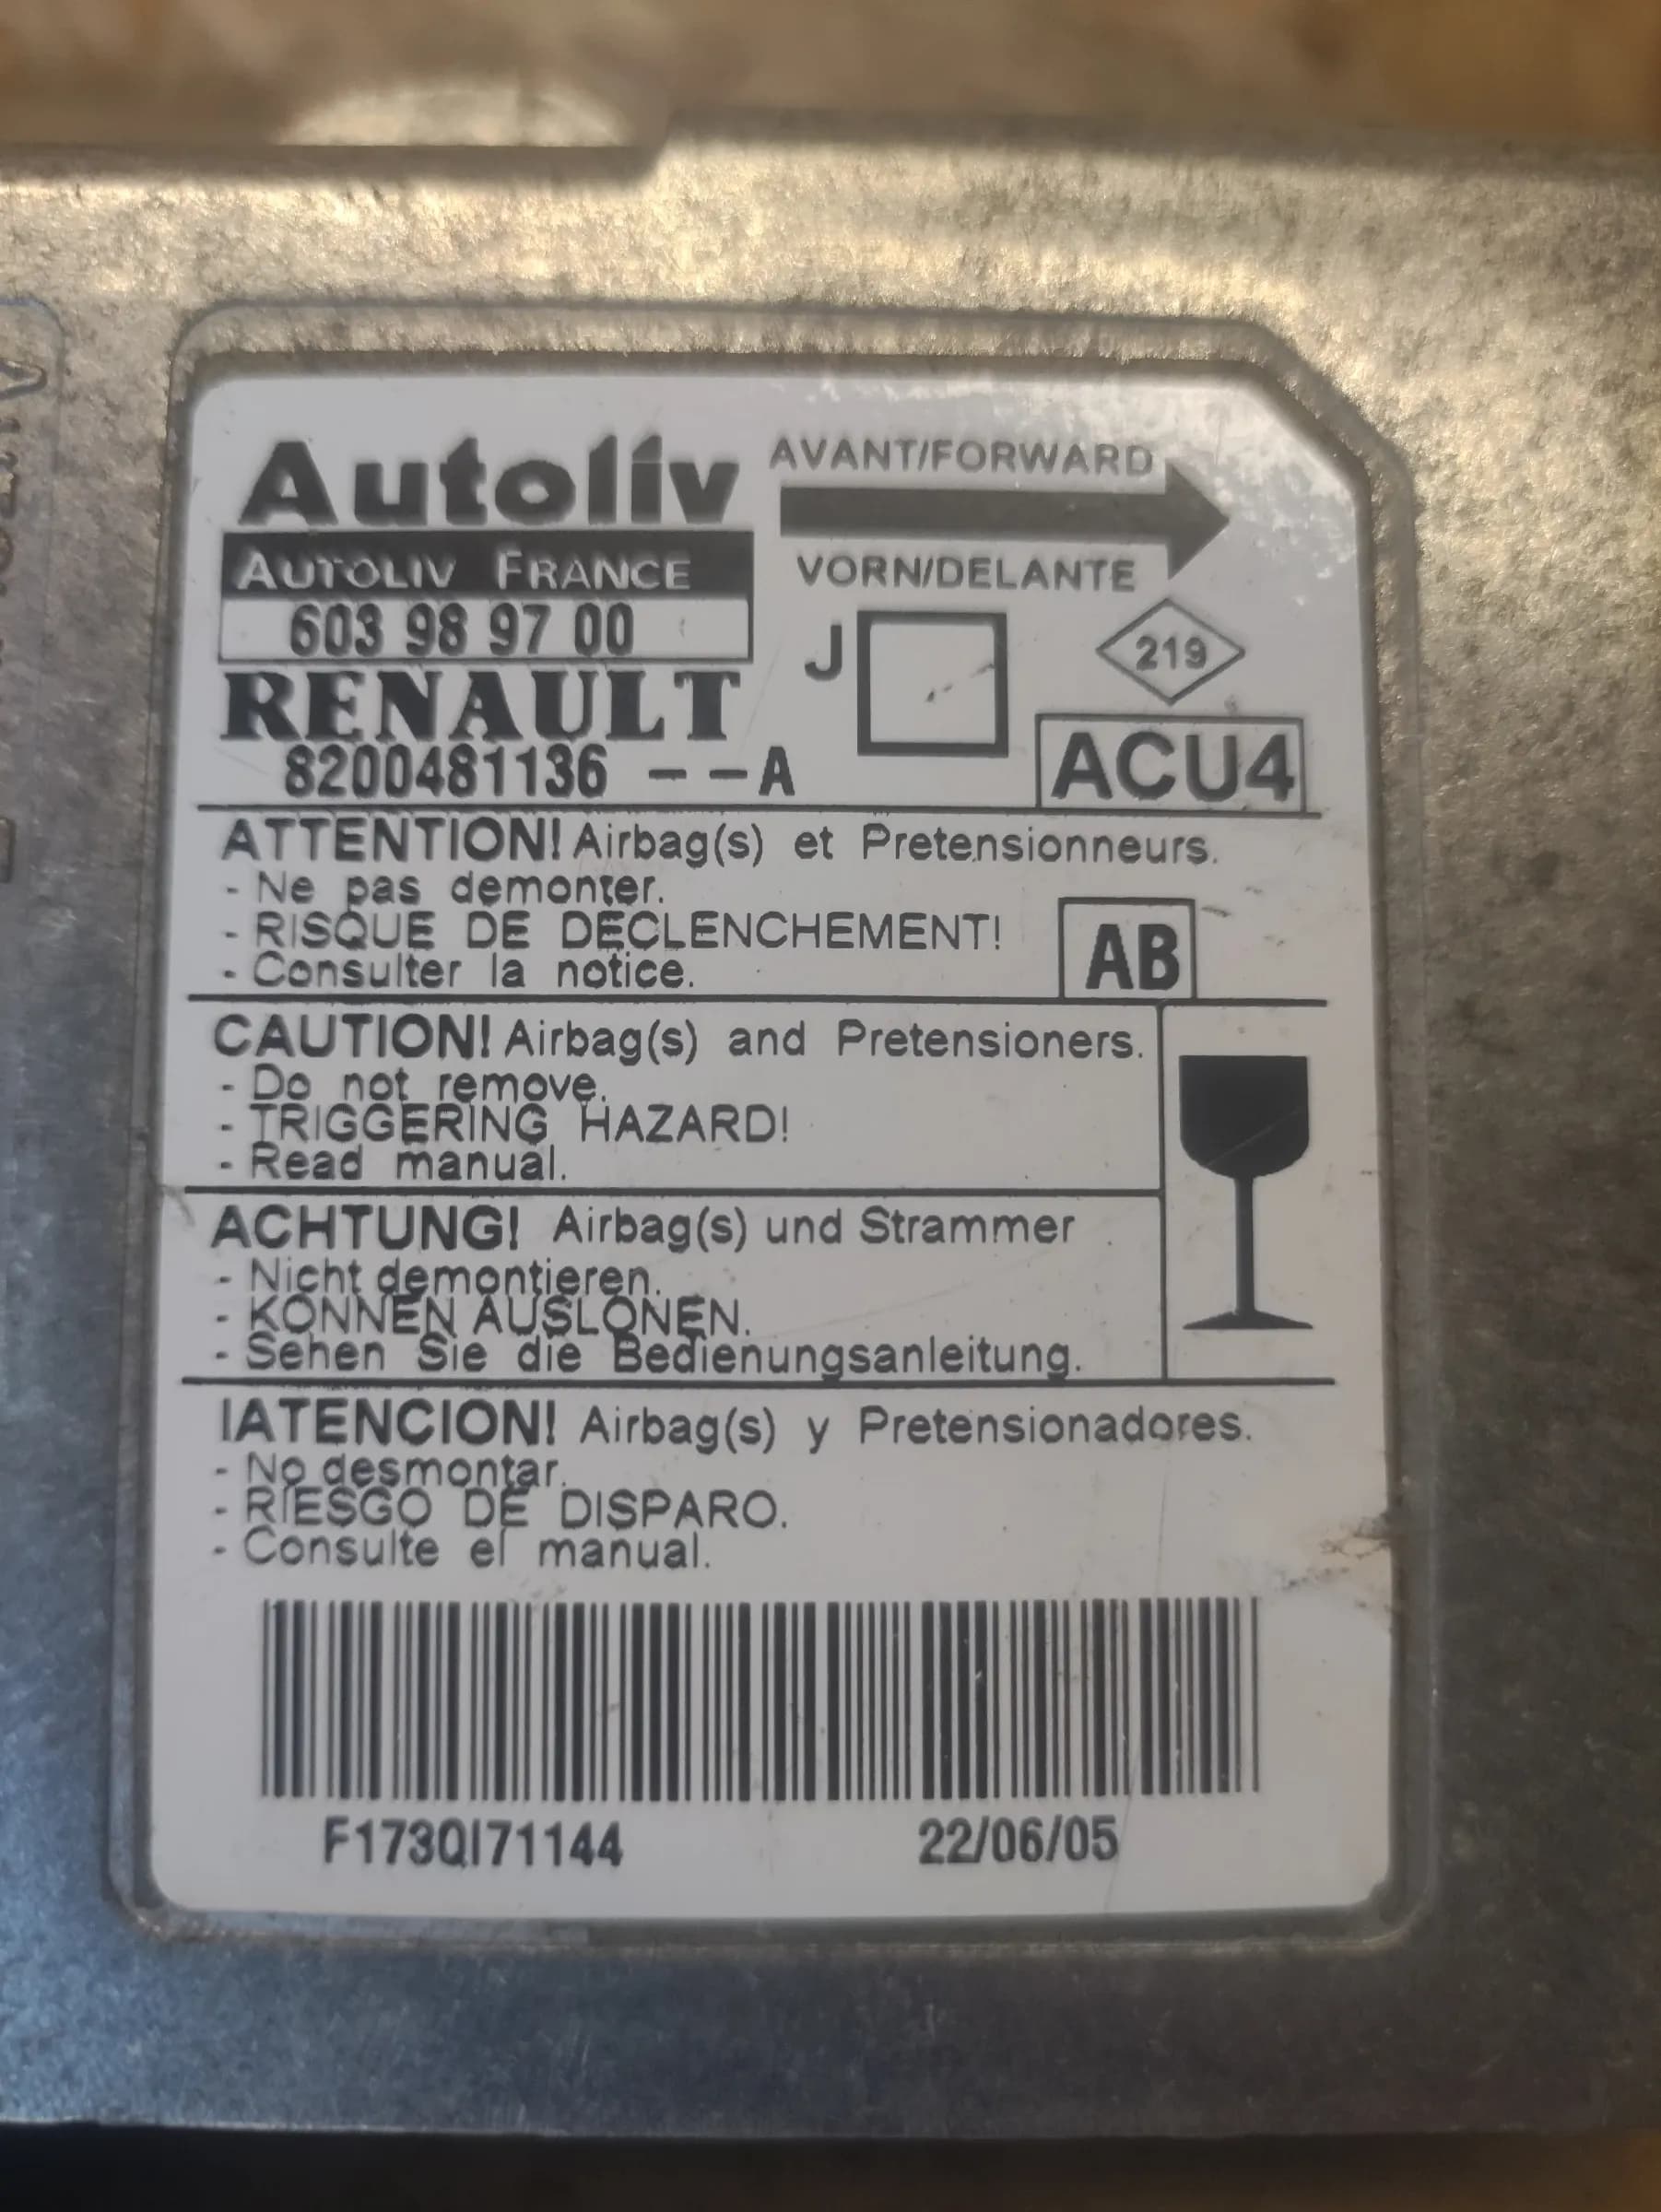 Autoliv
AVANT/FORWARD
AUTOLIV FRANCE
VORN/DELANTE
603 98 97 00
J
219
RENAULT
8200481136 --A
ACU4
ATTENTION! Airbag(s) et Pretensionneurs.
- Ne pas demonter.
- RISQUE DE DECLENCHEMENT!
- Consulter la notice.
AB
CAUTION! Airbag(s) and Pretensioners.
- Do not remove.
- TRIGGERING HAZARD!
- Read manual.
ACHTUNG! Airbag(s) und Strammer
- Nicht demontieren.
- KONNEN AUSLONEN.
- Sehen Sie die Bedienungsanleitung.
!ATENCION! Airbag(s) y Pretensionadores.
- No desmontar.
- RIESGO DE DISPARO.
- Consulte el manual.
F173QI71144
22/06/05